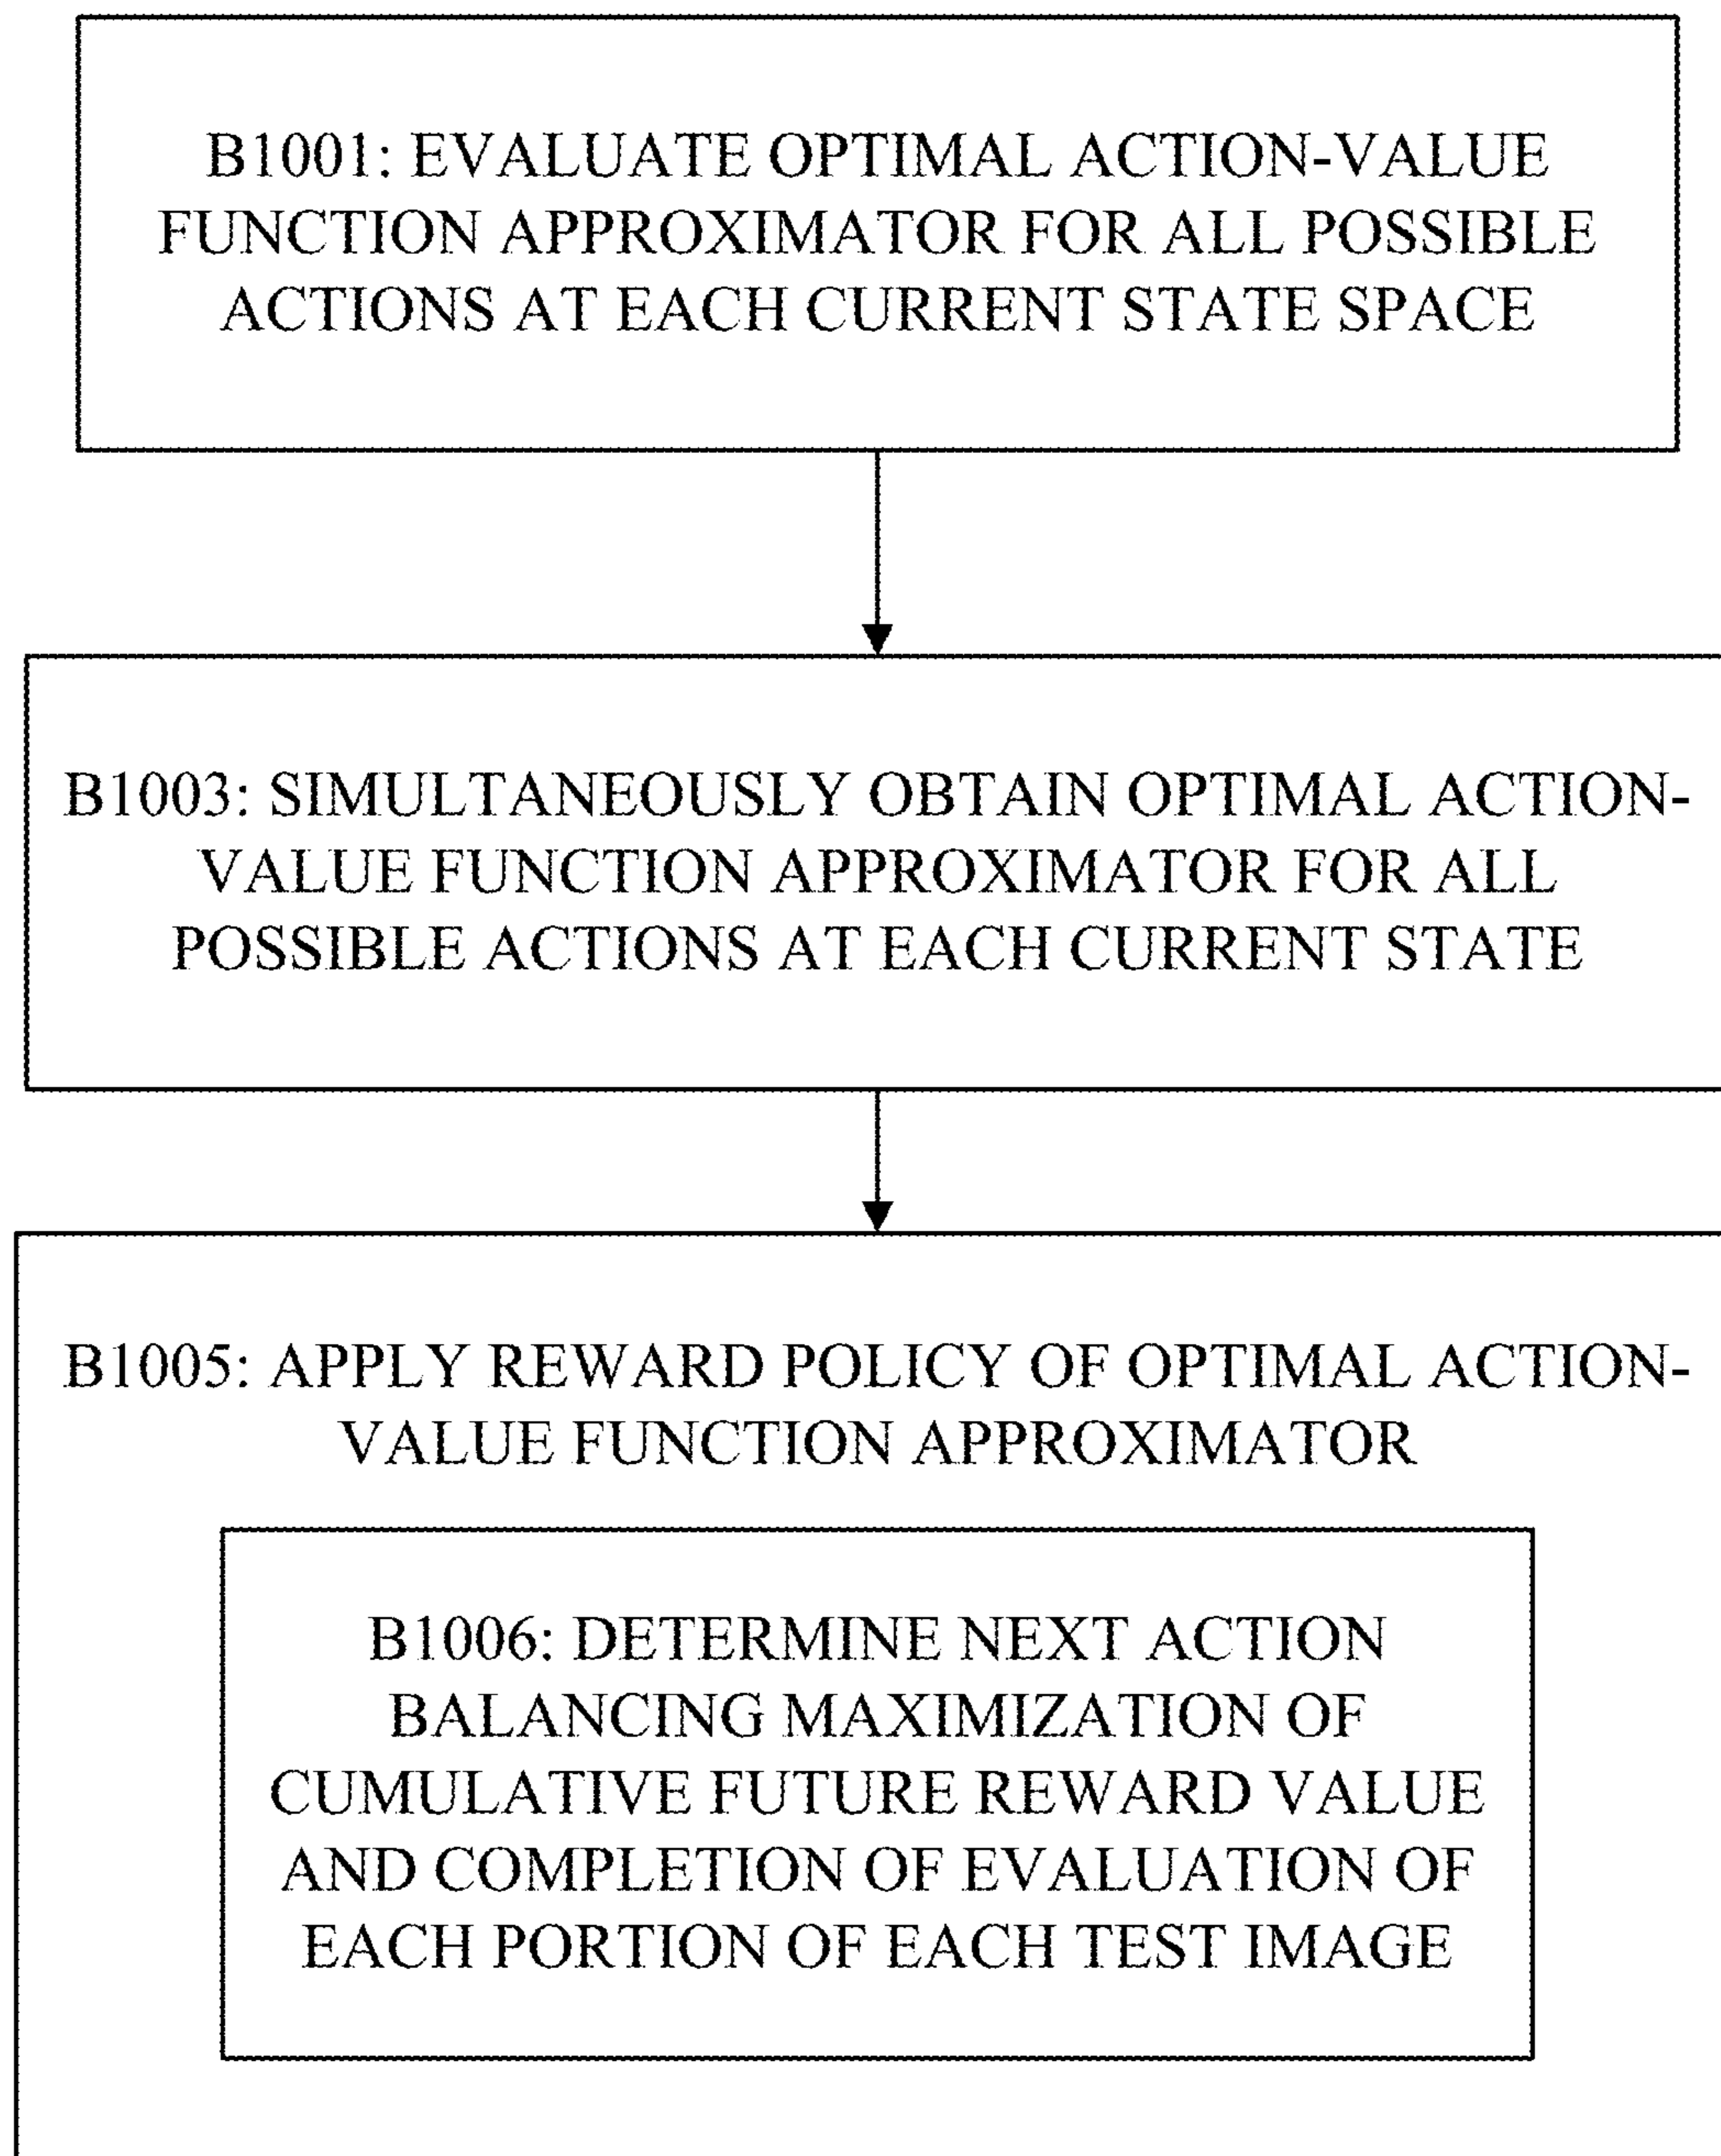 B1001: EVALUATE OPTIMAL ACTION-VALUE
FUNCTION APPROXIMATOR FOR ALL POSSIBLE
ACTIONS AT EACH CURRENT STATE SPACE
B1003: SIMULTANEOUSLY OBTAIN OPTIMAL ACTION-
VALUE FUNCTION APPROXIMATOR FOR ALL
POSSIBLE ACTIONS AT EACH CURRENT STATE
B1005: APPLY REWARD POLICY OF OPTIMAL ACTION-
VALUE FUNCTION APPROXIMATOR
B1006: DETERMINE NEXT ACTION
BALANCING MAXIMIZATION OF
CUMULATIVE FUTURE REWARD VALUE
AND COMPLETION OF EVALUATION OF
EACH PORTION OF EACH TEST IMAGE